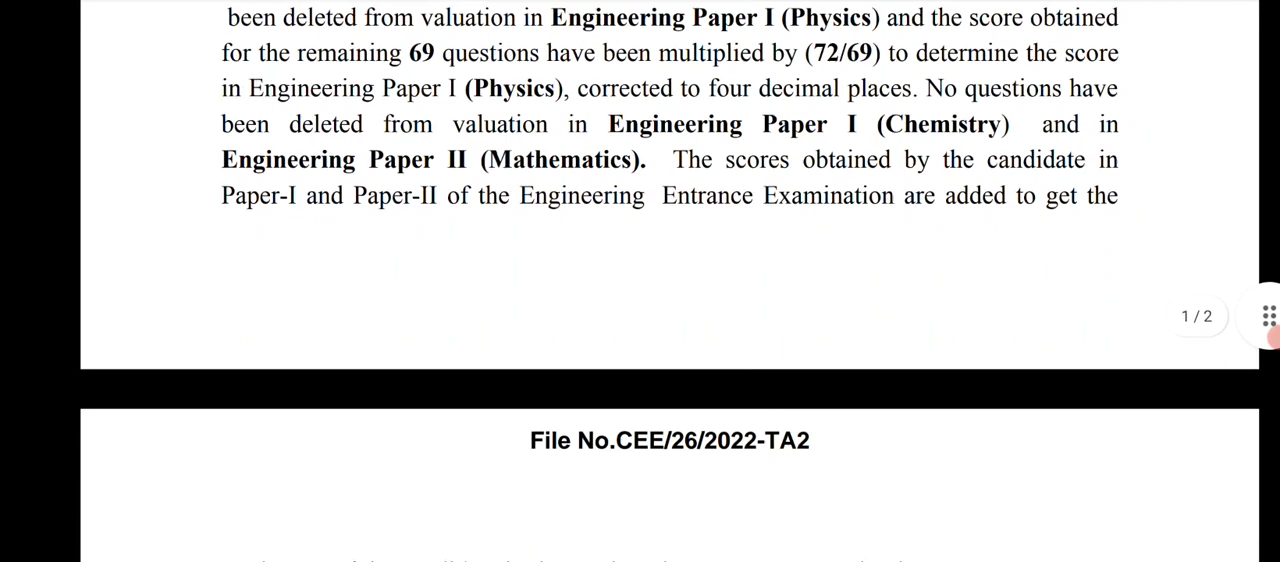 been deleted from valuation in Engineering Paper I (Physics) and the score obtained
for the remaining 69 questions have been multiplied by (72/69) to determine the score
in Engineering Paper I (Physics), corrected to four decimal places. No questions have
been deleted from valuation in Engineering Paper I (Chemistry) and in
Engineering Paper II (Mathematics). The scores obtained by the candidate in
Paper-I and Paper-II of the Engineering Entrance Examination are added to get the
1 / 2
File No.CEE/26/2022-TA2